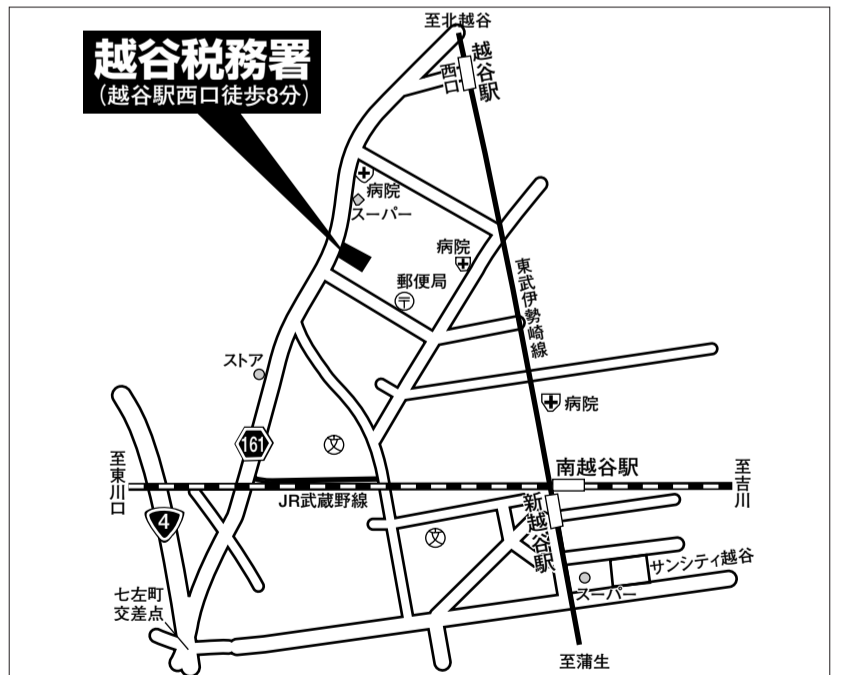 至北越谷
越谷税務署
(越谷駅西口徒歩8分)
越谷駅
西口
病院
スーパー
病院
郵便局
〒
東武伊勢崎線
ストア
病院
161
文
南越谷駅
至東川口
至吉川
JR武蔵野線
新越谷駅
4
文
サンシティ越谷
スーパー
七左町
交差点
至蒲生